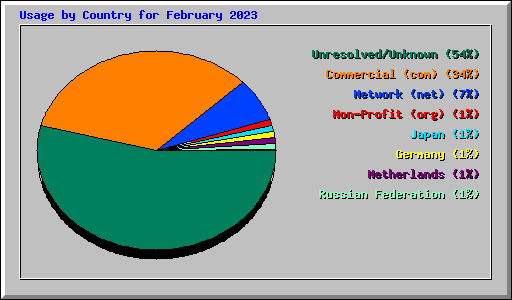 Usage by Country for February 2023
Unresolved/Unknown (54%)
Commercial (com) (34%)
Network (net) (7%)
Non-Profit (org) (1%)
Japan (1%)
Germany (1%)
Netherlands (1%)
Russian Federation (1%)